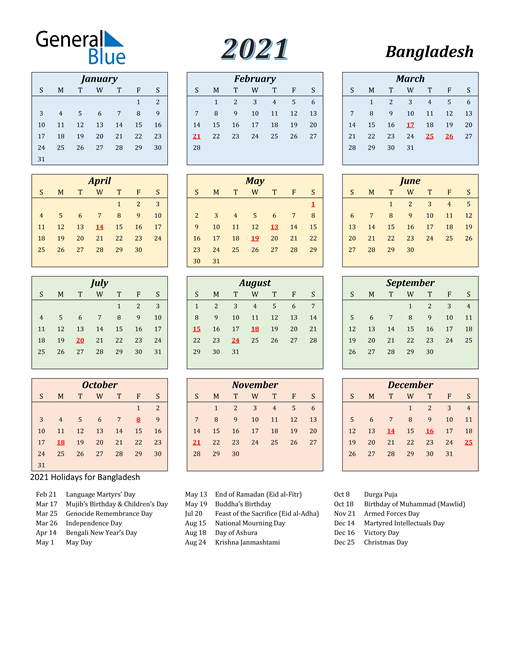 General
Blue
2021
Bangladesh
January February March
S M T W T F S S M T W T F S S M T W T F S
1 2 1 2 3 4 5 6 1 2 3 4 5 6
3 4 5 6 7 8 9 7 8 9 10 11 12 13 7 8 9 10 11 12 13
10 11 12 13 14 15 16 14 15 16 17 18 19 20 14 15 16 17 18 19 20
17 18 19 20 21 22 23 21 22 23 24 25 26 27 21 22 23 24 25 26 27
24 25 26 27 28 29 30 28 28 29 30 31
31
April May June
S M T W T F S S M T W T F S S M T W T F S
1 2 3 1 1 2 3 4 5
4 5 6 7 8 9 10 2 3 4 5 6 7 8 6 7 8 9 10 11 12
11 12 13 14 15 16 17 9 10 11 12 13 14 15 13 14 15 16 17 18 19
18 19 20 21 22 23 24 16 17 18 19 20 21 22 20 21 22 23 24 25 26
25 26 27 28 29 30 23 24 25 26 27 28 29 27 28 29 30
30 31
July August September
S M T W T F S S M T W T F S S M T W T F S
1 2 3 1 2 3 4 5 6 7 1 2 3 4
4 5 6 7 8 9 10 8 9 10 11 12 13 14 5 6 7 8 9 10 11
11 12 13 14 15 16 17 15 16 17 18 19 20 21 12 13 14 15 16 17 18
18 19 20 21 22 23 24 22 23 24 25 26 27 28 19 20 21 22 23 24 25
25 26 27 28 29 30 31 29 30 31 26 27 28 29 30
October November December
S M T W T F S S M T W T F S S M T W T F S
1 2 1 2 3 4 5 6 1 2 3 4
3 4 5 6 7 8 9 7 8 9 10 11 12 13 5 6 7 8 9 10 11
10 11 12 13 14 15 16 14 15 16 17 18 19 20 12 13 14 15 16 17 18
17 18 19 20 21 22 23 21 22 23 24 25 26 27 19 20 21 22 23 24 25
24 25 26 27 28 29 30 28 29 30 26 27 28 29 30 31
31
2021 Holidays for Bangladesh
Feb 21 Language Martyrs' Day
Mar 17 Mujib's Birthday & Children's Day
Mar 25 Genocide Remembrance Day
Mar 26 Independence Day
Apr 14 Bengali New Year's Day
May 1 May Day
May 13 End of Ramadan (Eid al-Fitr)
May 19 Buddha's Birthday
Jul 20 Feast of the Sacrifice (Eid al-Adha)
Aug 15 National Mourning Day
Aug 18 Day of Ashura
Aug 24 Krishna Janmashtami
Oct 8 Durga Puja
Oct 18 Birthday of Muhammad (Mawlid)
Nov 21 Armed Forces Day
Dec 14 Martyred Intellectuals Day
Dec 16 Victory Day
Dec 25 Christmas Day